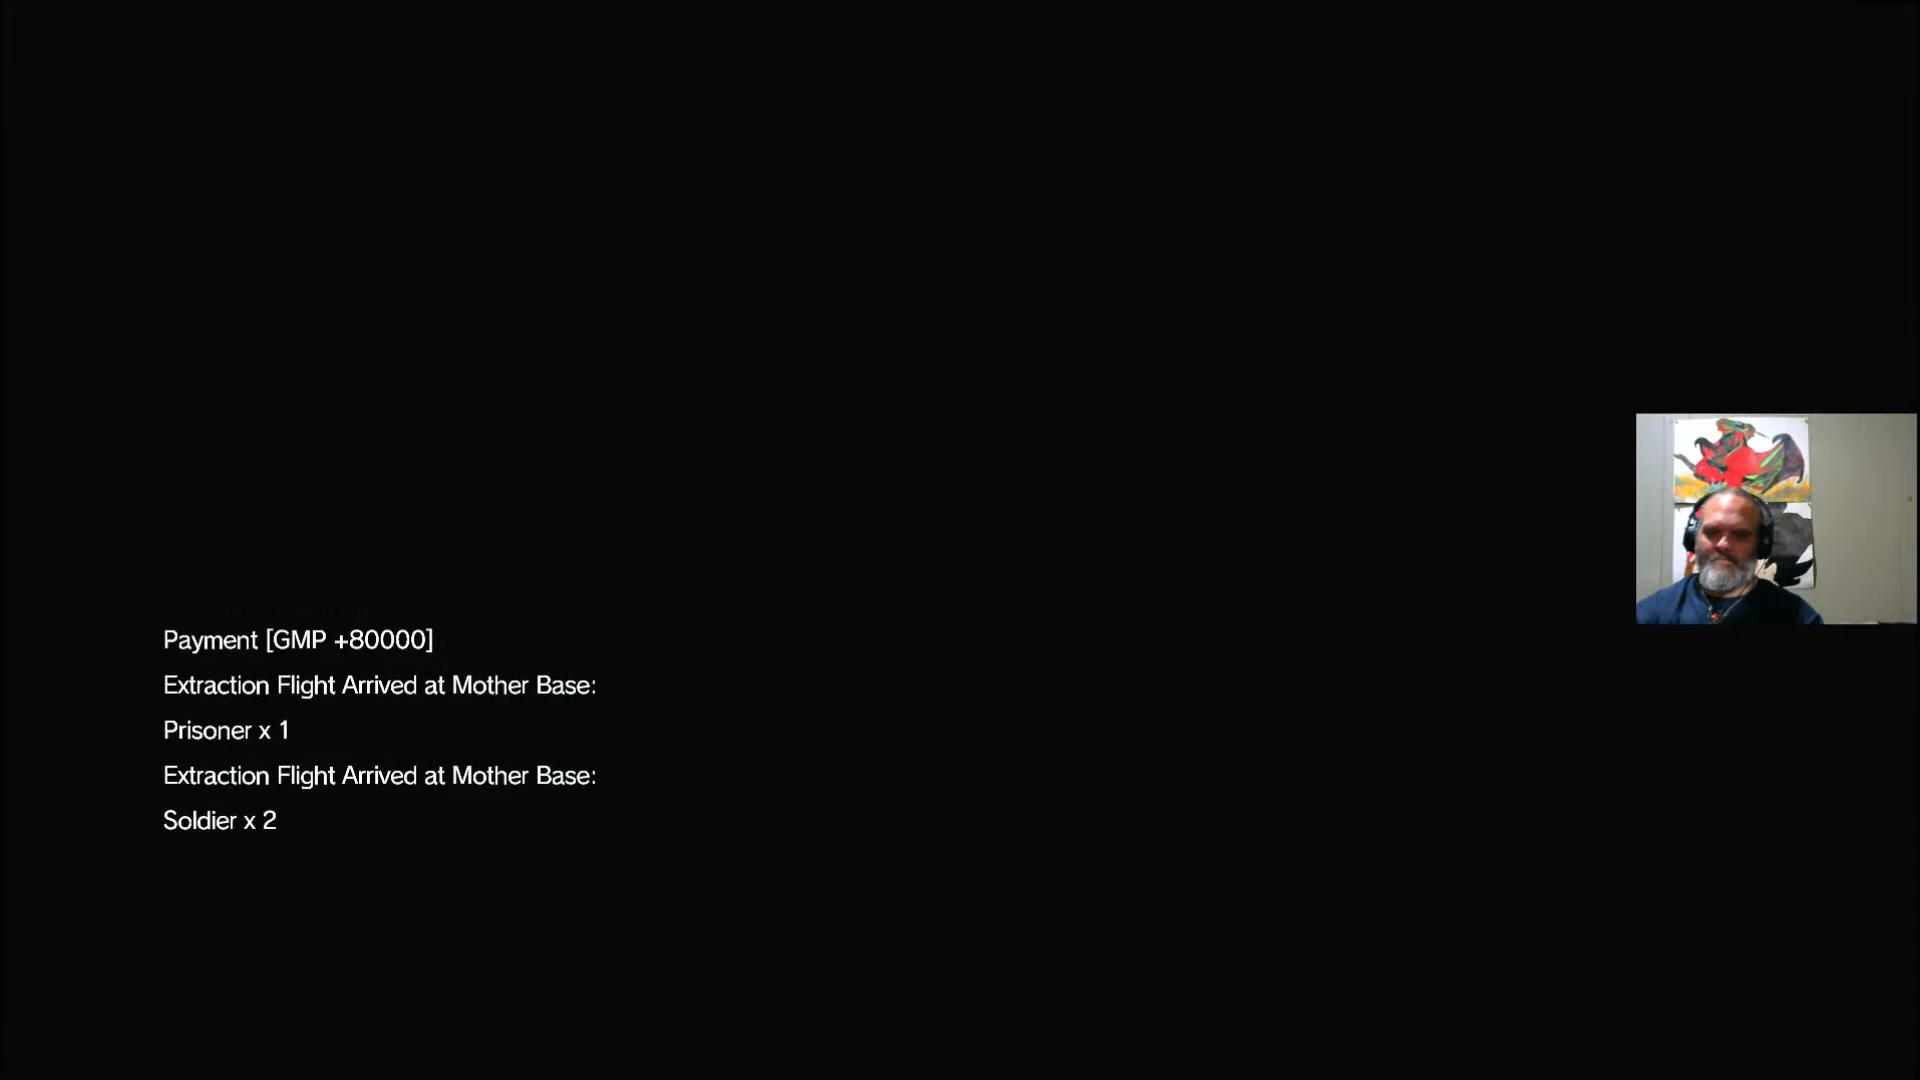 Payment [GMP +80000]
Extraction Flight Arrived at Mother Base:
Prisoner x 1
Extraction Flight Arrived at Mother Base:
Soldier x 2